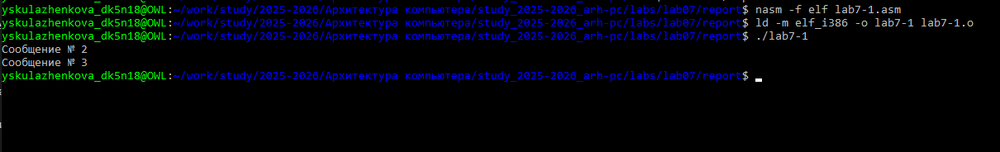 yskulazhenkova_dk5n18@OWL:~/work/study/2025-2026/Архитектура компьютера/study_2025-2026_arh-pc/labs/lab07/report$ nasm -f elf lab7-1.asm
yskulazhenkova_dk5n18@OWL:~/work/study/2025-2026/Архитектура компьютера/study_2025-2026_arh-pc/labs/lab07/report$ ld -m elf_i386 -o lab7-1 lab7-1.o
yskulazhenkova_dk5n18@OWL:~/work/study/2025-2026/Архитектура компьютера/study_2025-2026_arh-pc/labs/lab07/report$ ./lab7-1
Сообщение № 2
Сообщение № 3
yskulazhenkova_dk5n18@OWL:~/work/study/2025-2026/Архитектура компьютера/study_2025-2026_arh-pc/labs/lab07/report$